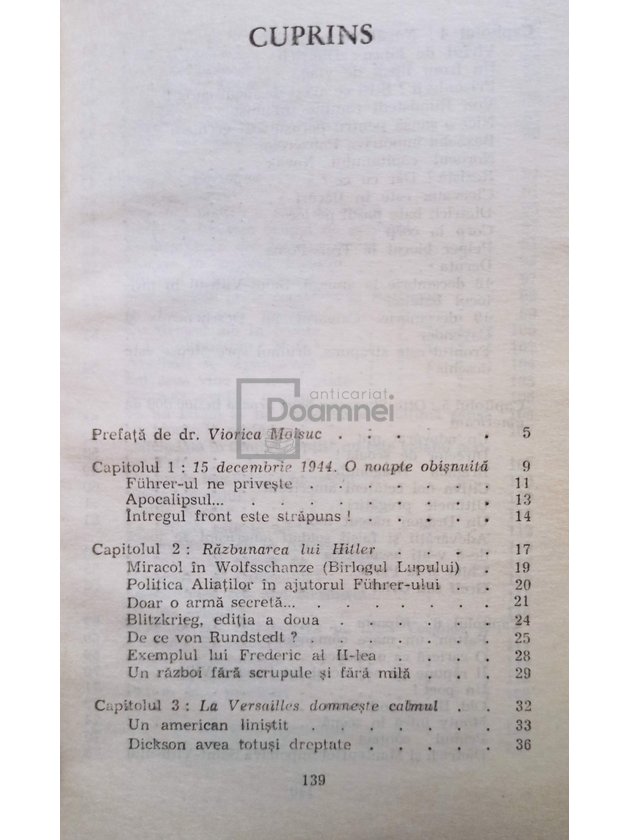 CUPRINS
anticariat
Doamnei
Prefață de dr. Viorica Moisuc . . . . . . 5
Capitolul 1 : 15 decembrie 1944. O noapte obișnuită 9
Führer-ul ne privește . . . . . . 11
Apocalipsul... . . . . . . . 13
Întregul front este străpuns ! . . . . . 14
Capitolul 2 : Răzbunarea lui Hitler . . . . 17
Miracol în Wolfsschanze (Bîrlogul Lupului) . 19
Politica Aliaților în ajutorul Führer-ului . . 20
Doar o armă secretă... . . . . . . 21
Blitzkrieg, ediția a doua . . . . . 24
De ce von Rundstedt ? . . . . . . 25
Exemplul lui Frederic al II-lea . . . . 28
Un război fără scrupule și fără milă . . . 29
Capitolul 3 : La Versailles domnește calmul . . 32
Un american liniștit . . . . . . 33
Dickson avea totuși dreptate . . . . . 36
139